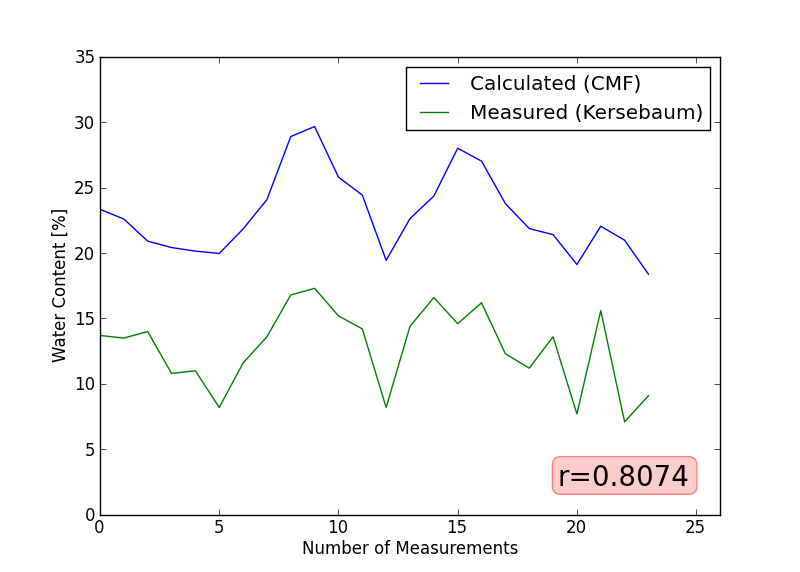 35
30
25
20
15
10
5
0
Water Content [%]
Calculated (CMF)
Measured (Kersebaum)
r=0.8074
0 5 10 15 20 25
Number of Measurements